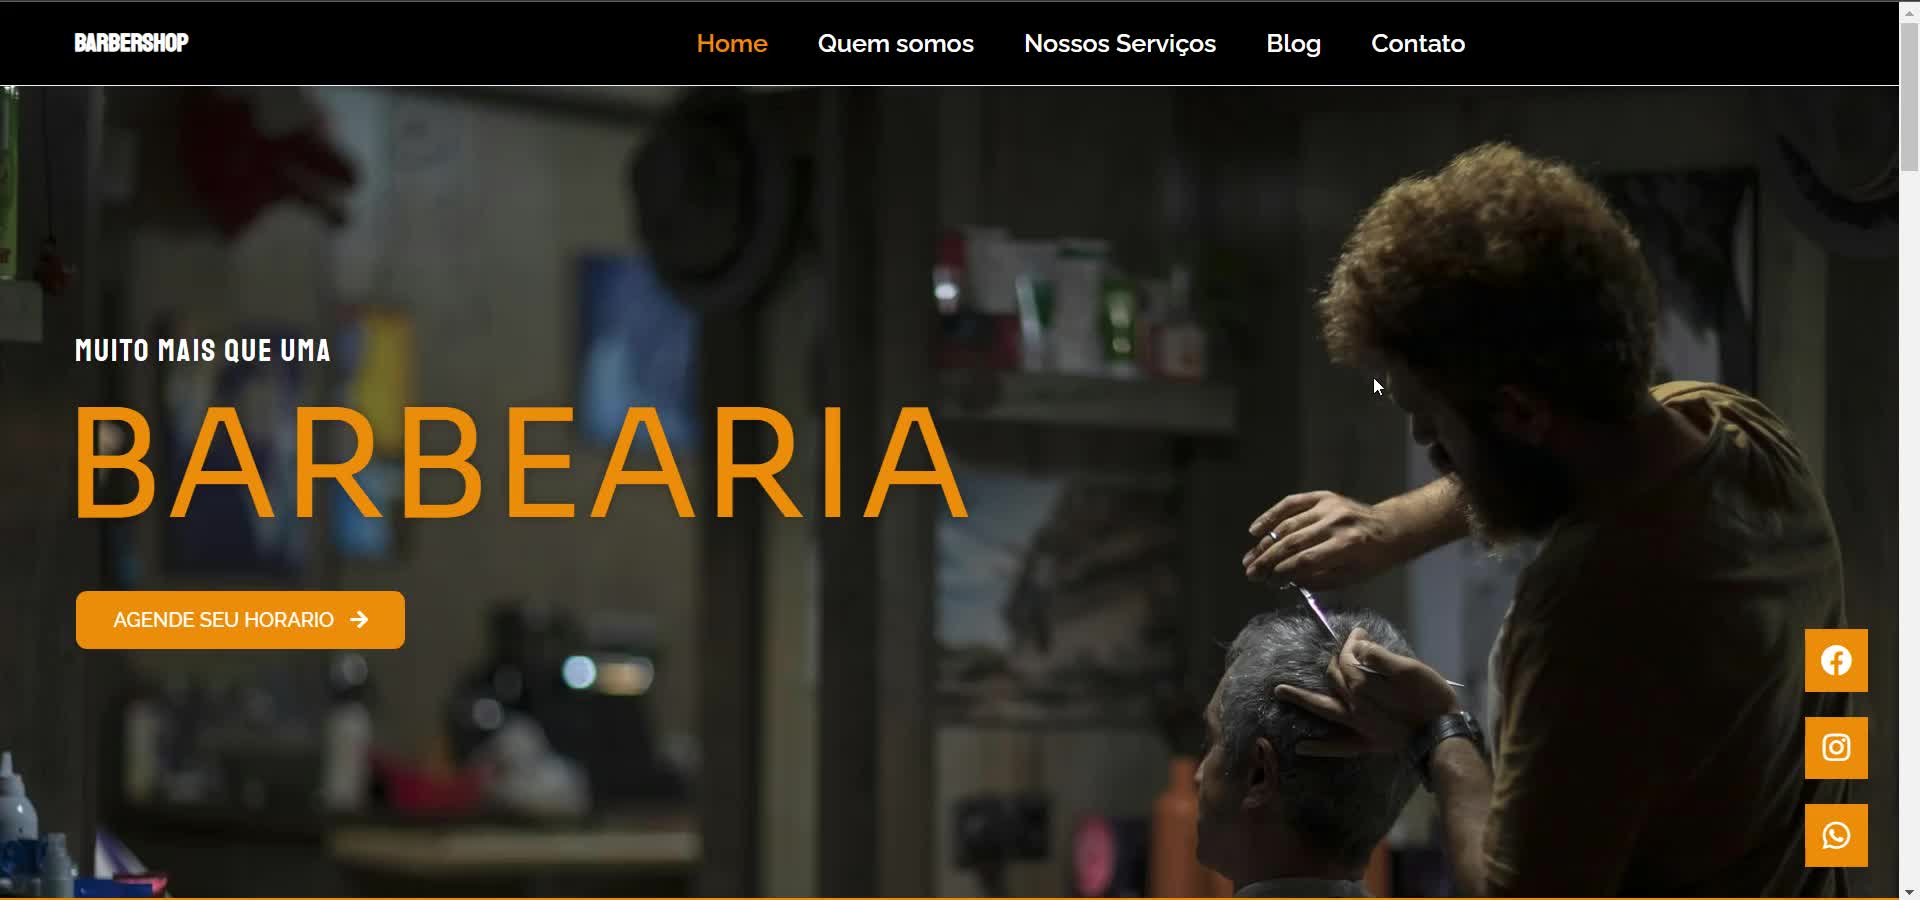 BARBERSHOP
Home Quem somos Nossos Serviços Blog Contato
MUITO MAIS QUE UMA
BARBEARIA
AGENDE SEU HORARIO